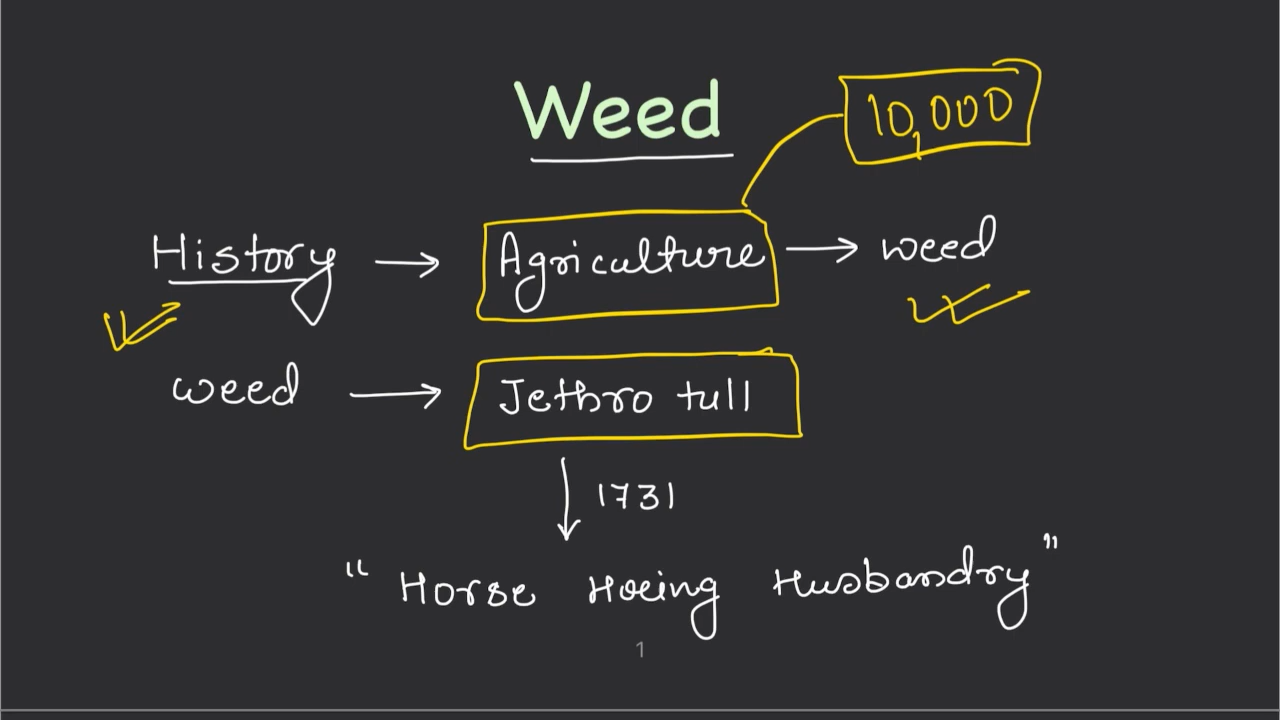 Weed
10,000
History → Agriculture → weed
weed → Jethro tull
↓ 1731
" Horse Hoeing Husbandry "
1